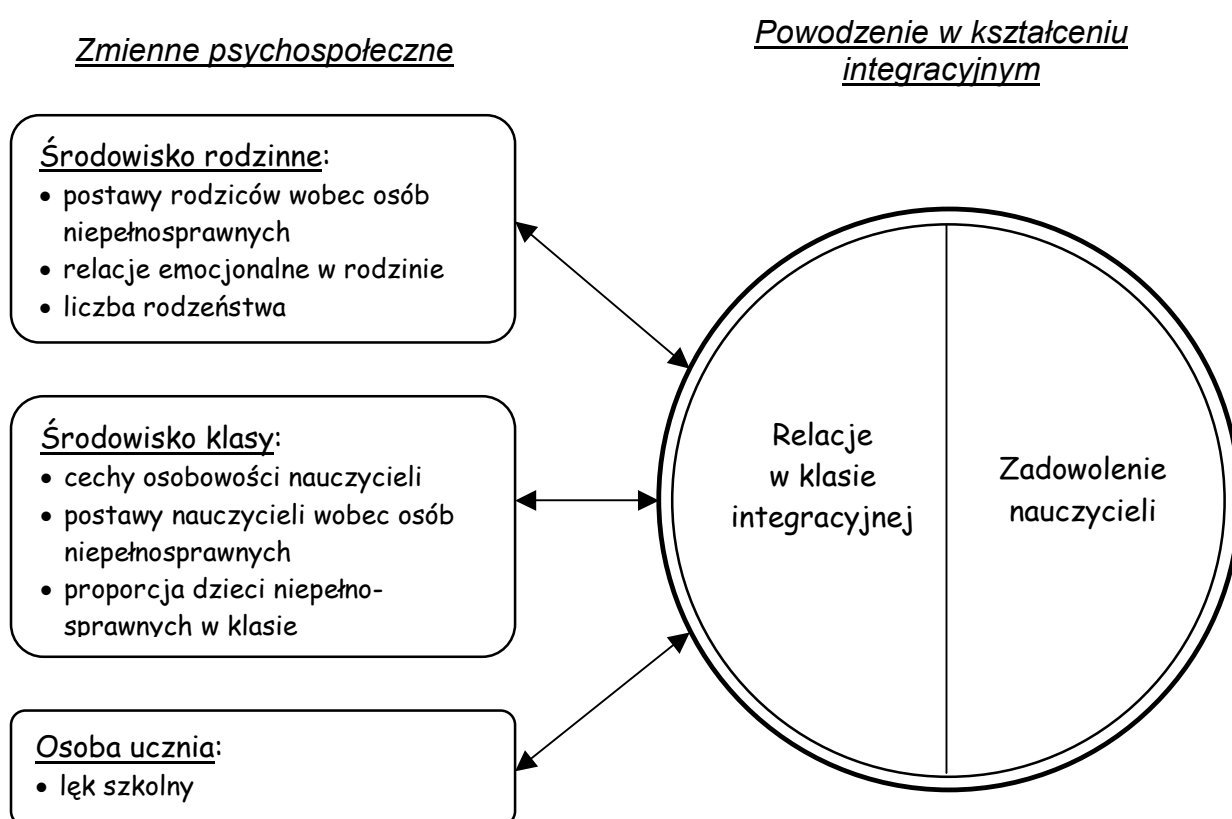 Zmienne psychospołeczne
Powodzenie w kształceniu
integracyjnym
Środowisko rodzinne:
• postawy rodziców wobec osób
niepełnosprawnych
• relacje emocjonalne w rodzinie
• liczba rodzeństwa
Środowisko klasy:
• cechy osobowości nauczycieli
• postawy nauczycieli wobec osób
niepełnosprawnych
• proporcja dzieci niepełno-
sprawnych w klasie
Osoba ucznia:
• lęk szkolny
Relacje
w klasie
integracyjnej
Zadowolenie
nauczycieli